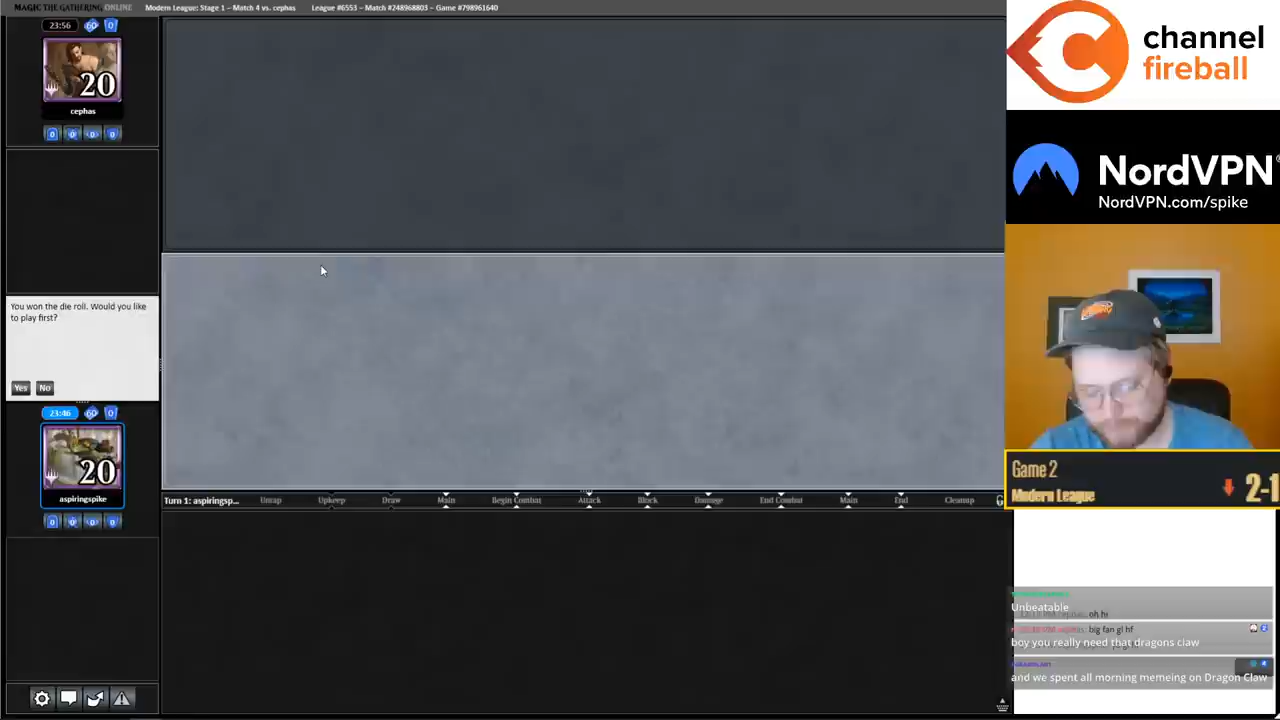 MAGIC THE GATHERING ONLINE Modern League: Stage 1 – Match 4 vs. cephas League #6553 – Match #248968803 – Game #798961640
23:56 60 0
20
cephas
0 0 0 0
You won the die roll. Would you like
to play first?
Yes No
23:46 60 0
20
aspiringspike
0 0 0 0
Turn 1: aspiringsp... Untap Upkeep Draw Main Begin Combat Attack Block Damage End Combat Main End Cleanup
channel
fireball
NordVPN
NordVPN.com/spike
Game 2
Modern League 2-1
Unbeatable
oh hi
big fan gl hf
boy you really need that dragons claw
and we spent all morning memeing on Dragon Claw